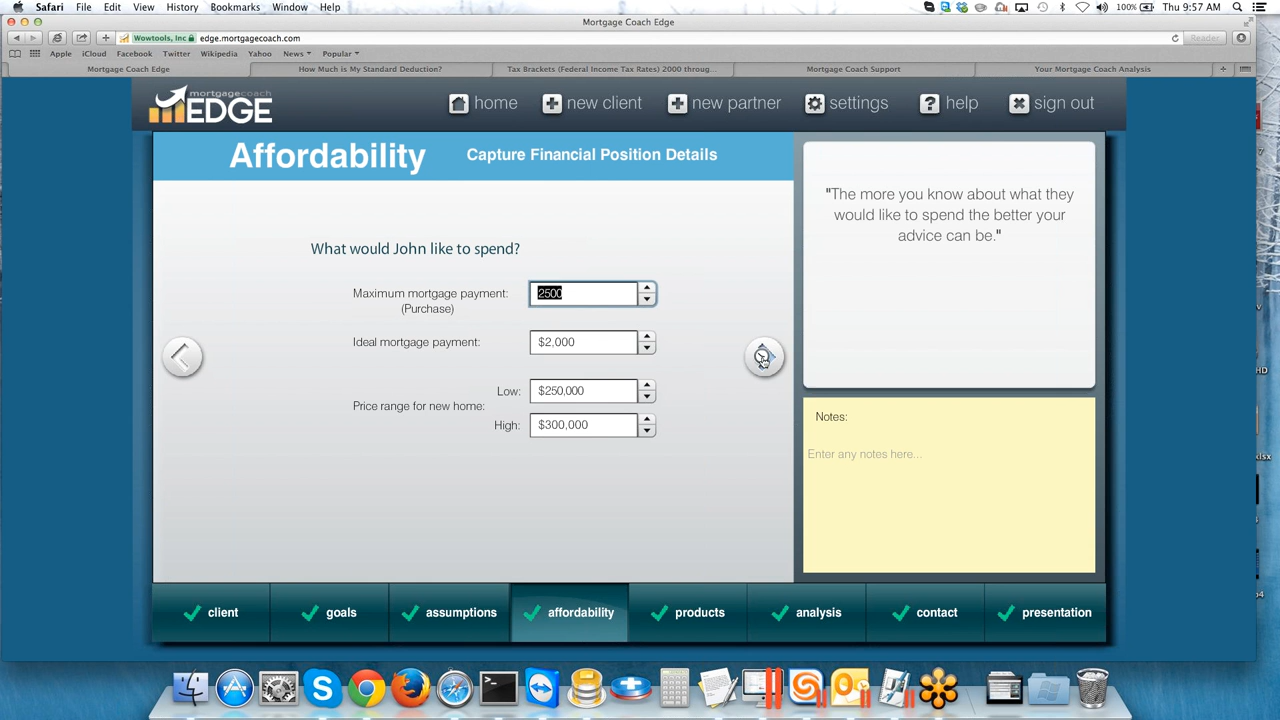 Safari File Edit View History Bookmarks Window Help 100% Thu 9:57 AM
Mortgage Coach Edge
Wowtools, Inc edge.mortgagecoach.com Reader
Apple iCloud Facebook Twitter Wikipedia Yahoo News Popular
Mortgage Coach Edge How Much is My Standard Deduction? Tax Brackets (Federal Income Tax Rates) 2000 throug... Mortgage Coach Support Your Mortgage Coach Analysis
mortgagecoach
EDGE
home new client new partner settings help sign out
Affordability Capture Financial Position Details
"The more you know about what they
would like to spend the better your
advice can be."
What would John like to spend?
Maximum mortgage payment: 2500
(Purchase)
Ideal mortgage payment: $2,000
Low: $250,000
Price range for new home:
High: $300,000
Notes:
Enter any notes here...
client goals assumptions affordability products analysis contact presentation
HD
xlsx